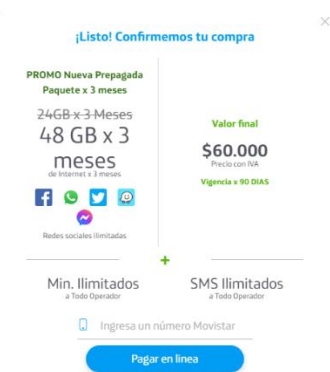 ¡Listo! Confirmemos tu compra
PROMO Nueva Prepagada
Paquete x 3 meses
24GB x 3 Meses
48 GB x 3
meses
de Internet x 3 meses
Redes sociales ilimitadas
Valor final
$60.000
Precio con IVA
Vigencia x 90 DIAS
+
Min. Ilimitados
a Todo Operador
SMS Ilimitados
a Todo Operador
Ingresa un número Movistar
Pagar en linea